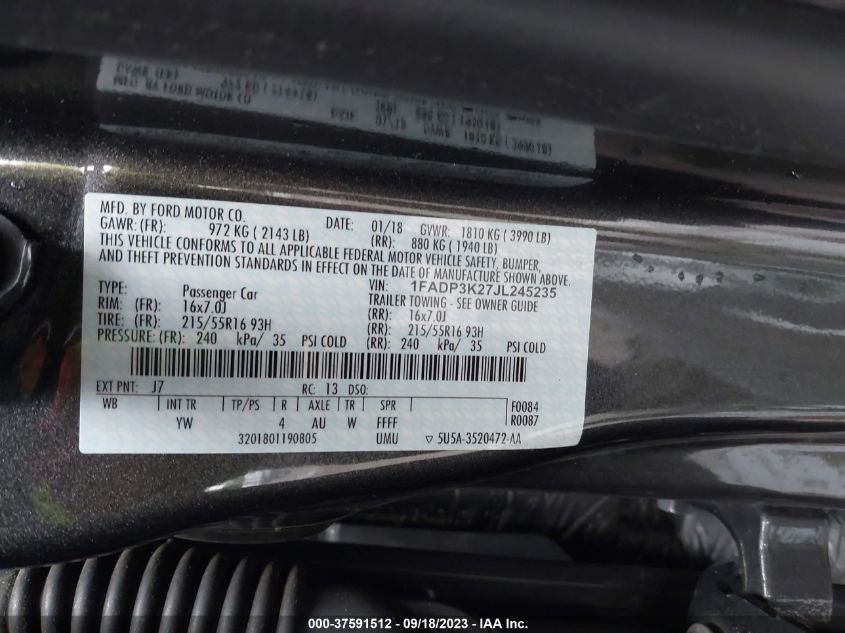 MFD. BY FORD MOTOR CO.
DATE: 01/18 GVWR: 1810 KG ( 3990 LB)
GAWR: (FR): 972 KG ( 2143 LB) (RR): 880 KG ( 1940 LB)
THIS VEHICLE CONFORMS TO ALL APPLICABLE FEDERAL MOTOR VEHICLE SAFETY, BUMPER,
AND THEFT PREVENTION STANDARDS IN EFFECT ON THE DATE OF MANUFACTURE SHOWN ABOVE.
VIN: 1FADP3K27JL245235
TYPE: Passenger Car TRAILER TOWING - SEE OWNER GUIDE
RIM: (FR): 16x7.0J (RR): 16x7.0J
TIRE: (FR): 215/55R16 93H (RR): 215/55R16 93H
PRESSURE: (FR): 240 kPa/ 35 PSI COLD (RR): 240 kPa/ 35 PSI COLD
EXT PNT: J7 RC: 13 DSO:
WB INT TR TP/PS R AXLE TR SPR F0084
YW 4 AU W FFFF R0087
3201801190805 UMU ▽ 5U5A-3520472-AA
000-37591512 - 09/18/2023 - IAA Inc.